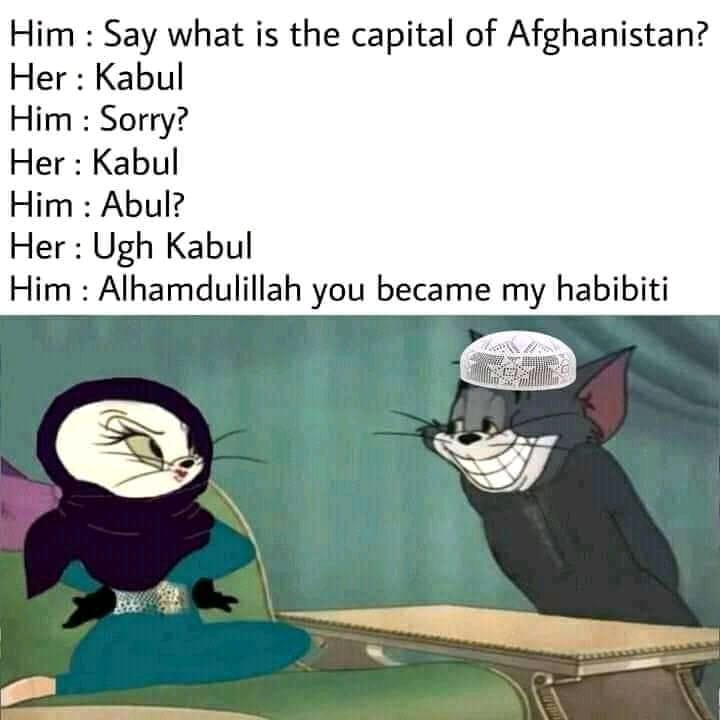 Him : Say what is the capital of Afghanistan?
Her : Kabul
Him : Sorry?
Her : Kabul
Him : Abul?
Her : Ugh Kabul
Him : Alhamdulillah you became my habibiti